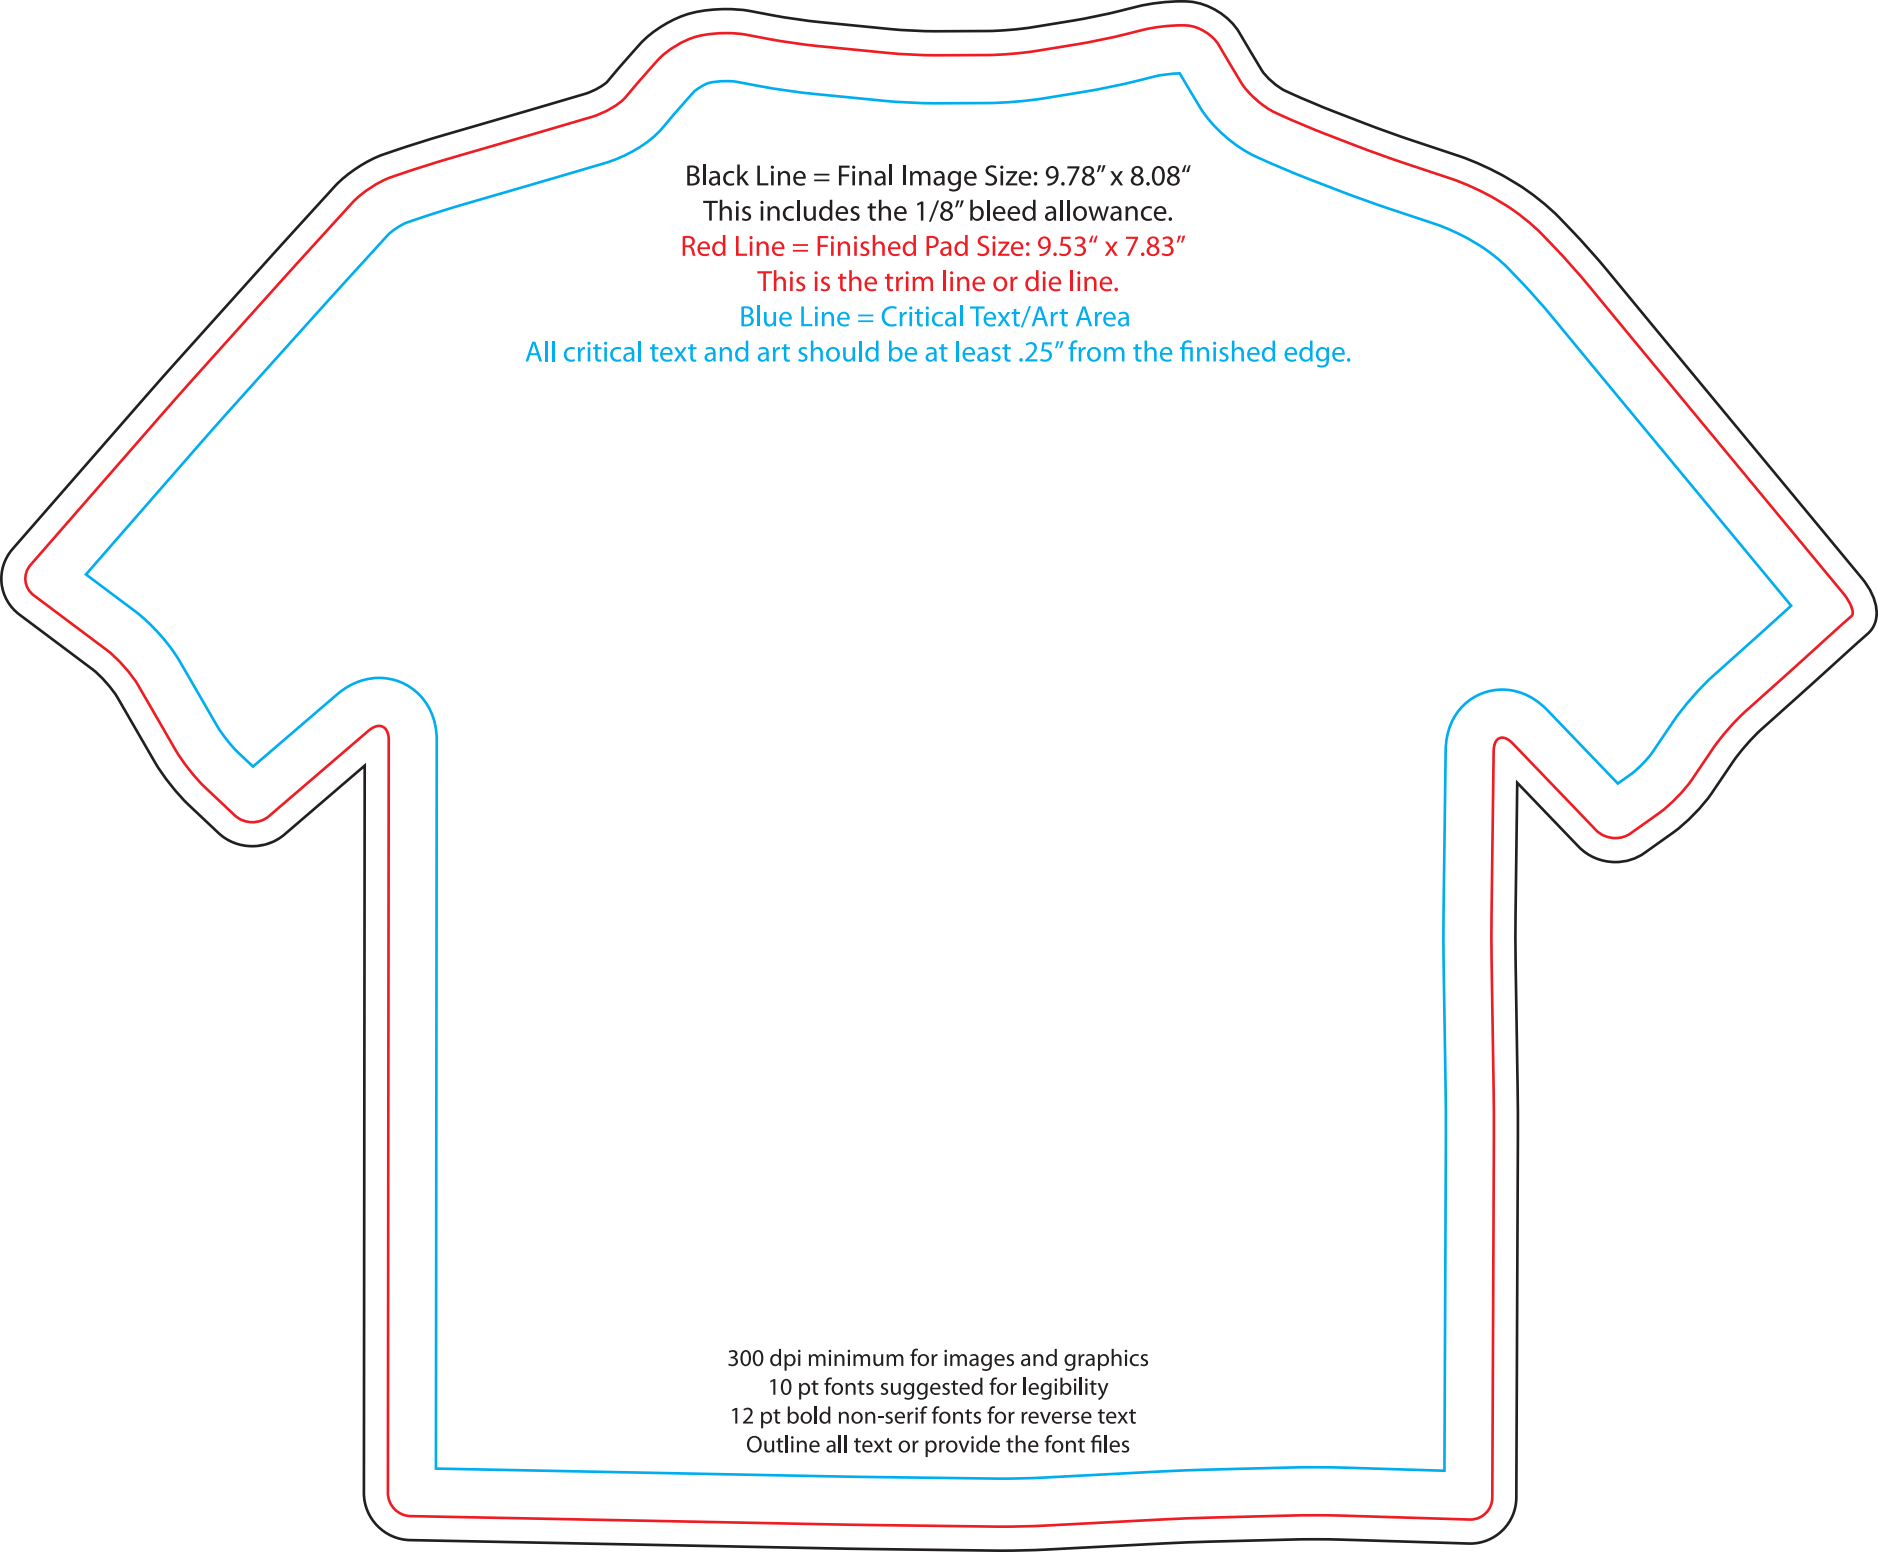 Black Line = Final Image Size: 9.78” x 8.08“
This includes the 1/8” bleed allowance.
Red Line = Finished Pad Size: 9.53“ x 7.83”
This is the trim line or die line.
Blue Line = Critical Text/Art Area
All critical text and art should be at least .25” from the finished edge.
300 dpi minimum for images and graphics
10 pt fonts suggested for legibility
12 pt bold non-serif fonts for reverse text
Outline all text or provide the font files